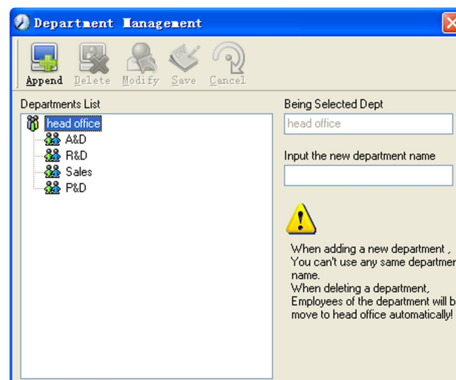 Department Management
Append Delete Modify Save Cancel
Departments List
head office
A&D
R&D
Sales
P&D
Being Selected Dept
head office
Input the new department name
When adding a new department ,
You can't use any same departmen
name.
When deleting a department,
Employees of the department will b
move to head office automatically!